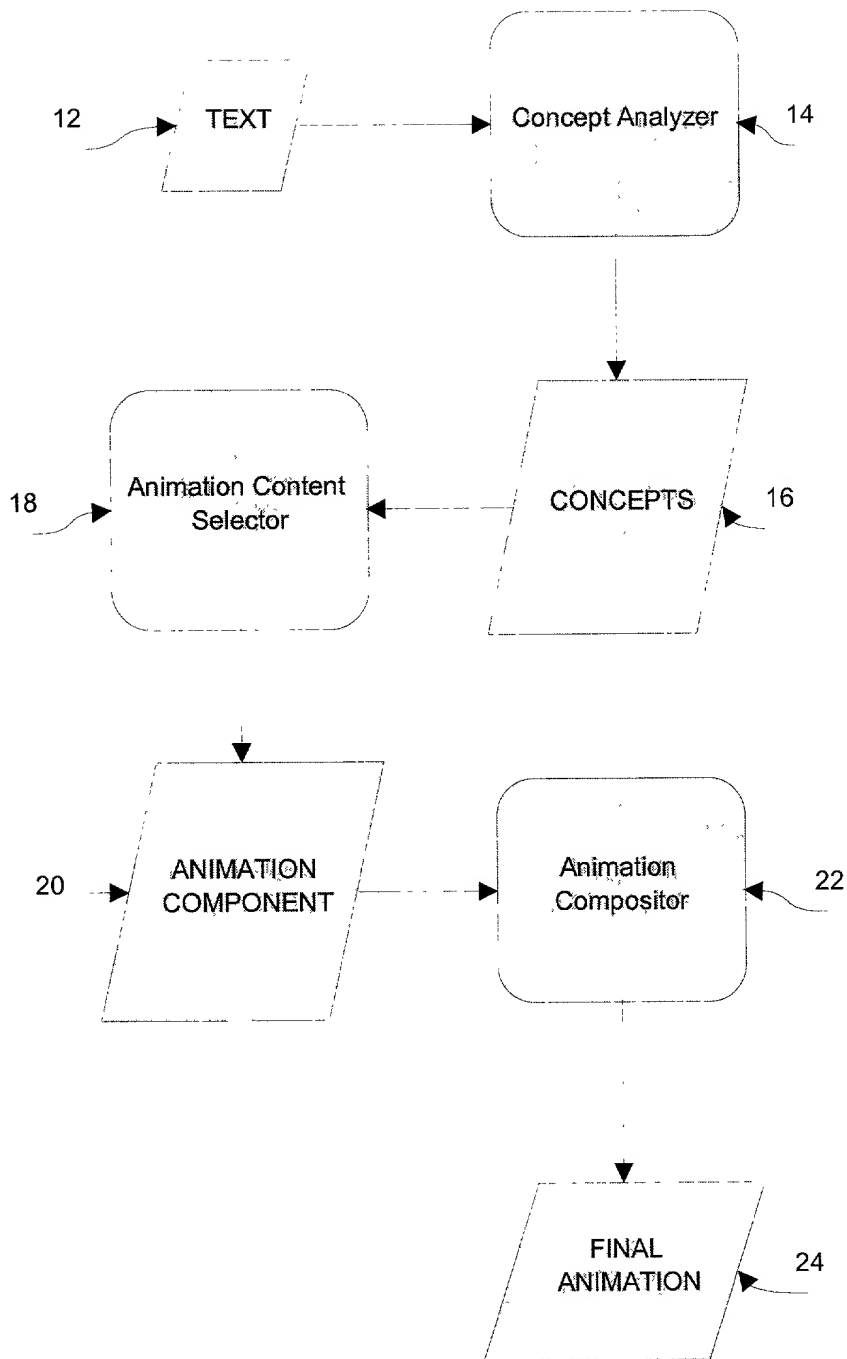 12
TEXT
Concept Analyzer
14
18
Animation Content
Selector
CONCEPTS
16
20
ANIMATION
COMPONENT
Animation
Compositor
22
FINAL
ANIMATION
24